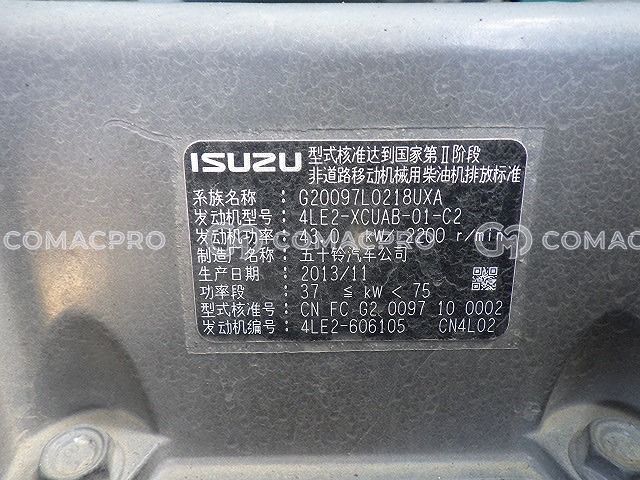 ISUZU
型式核准达到国家第Ⅱ阶段
非道路移动机械用柴油机排放标准
系族名称: G20097L0218UXA
发动机型号: 4LE2-XCUAB-01-C2
发动机功率: 43.0 kW/2200 r/min
制造厂名称: 五十铃汽车公司
生产日期: 2013/11
功率段: 37 ≦ kW < 75
型式核准号: CN FC G2 0097 10 0002
发动机编号: 4LE2-606105 CN4L02
COMACPRO
COMACPRO
COMACPRO
COMACPRO
COMACPRO
COMACPRO